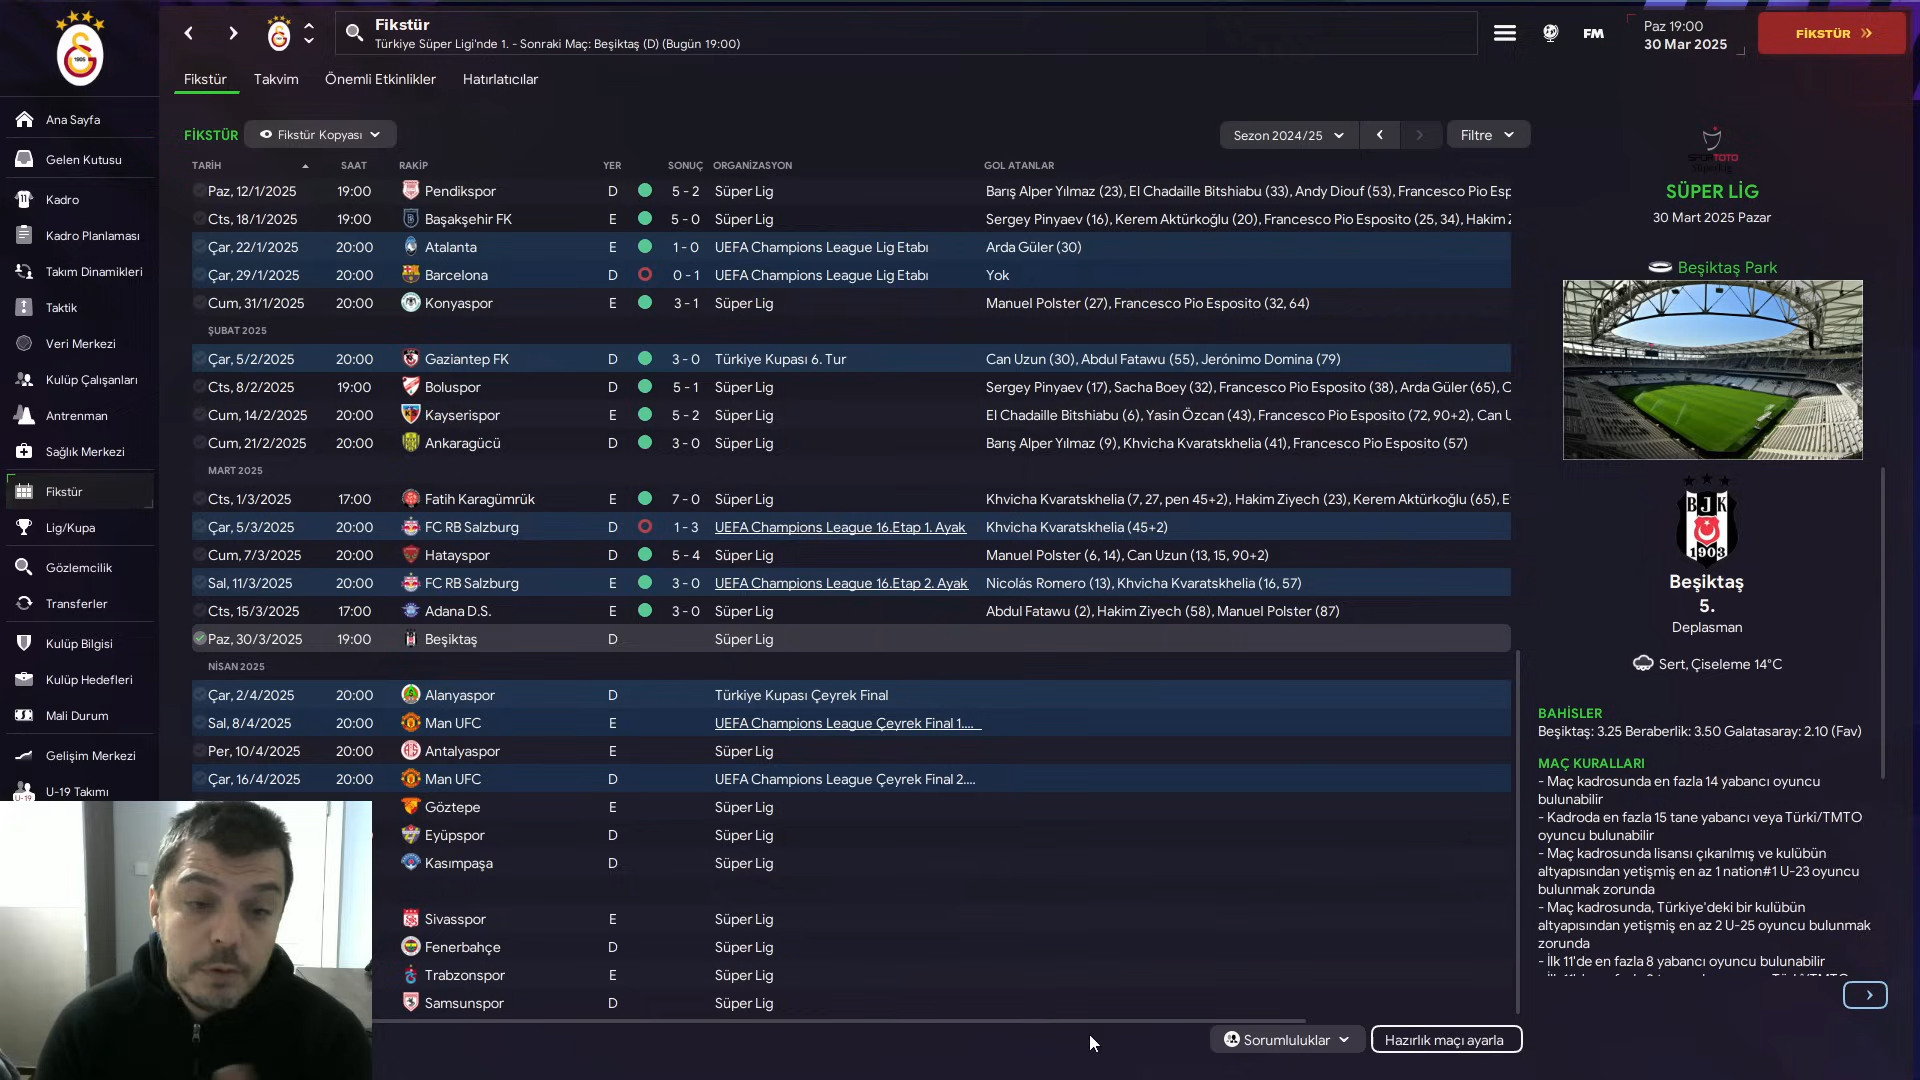 Fikstür
Türkiye Süper Ligi'nde 1. - Sonraki Maç: Beşiktaş (D) (Bugün 19:00)
FM
Paz 19:00
30 Mar 2025
FİKSTÜR
Fikstür Takvim Önemli Etkinlikler Hatırlatıcılar
Ana Sayfa
Gelen Kutusu
Kadro
Kadro Planlaması
Takım Dinamikleri
Taktik
Veri Merkezi
Kulüp Çalışanları
Antrenman
Sağlık Merkezi
Fikstür
Lig/Kupa
Gözlemcilik
Transferler
Kulüp Bilgisi
Kulüp Hedefleri
Mali Durum
Gelişim Merkezi
U-19 Takımı
FİKSTÜR Fikstür Kopyası Sezon 2024/25 Filtre
TARİH SAAT RAKİP YER SONUÇ ORGANİZASYON GOL ATANLAR
Paz, 12/1/2025 19:00 Pendikspor D 5 - 2 Süper Lig Barış Alper Yılmaz (23), El Chadaille Bitshiabu (33), Andy Diouf (53), Francesco Pio Esp
Cts, 18/1/2025 19:00 Başakşehir FK E 5 - 0 Süper Lig Sergey Pinyaev (16), Kerem Aktürkoğlu (20), Francesco Pio Esposito (25, 34), Hakim Z
Çar, 22/1/2025 20:00 Atalanta E 1 - 0 UEFA Champions League Lig Etabı Arda Güler (30)
Çar, 29/1/2025 20:00 Barcelona D 0 - 1 UEFA Champions League Lig Etabı Yok
Cum, 31/1/2025 20:00 Konyaspor E 3 - 1 Süper Lig Manuel Polster (27), Francesco Pio Esposito (32, 64)
ŞUBAT 2025
Çar, 5/2/2025 20:00 Gaziantep FK D 3 - 0 Türkiye Kupası 6. Tur Can Uzun (30), Abdul Fatawu (55), Jerónimo Domina (79)
Cts, 8/2/2025 19:00 Boluspor D 5 - 1 Süper Lig Sergey Pinyaev (17), Sacha Boey (32), Francesco Pio Esposito (38), Arda Güler (65), C
Cum, 14/2/2025 20:00 Kayserispor E 5 - 2 Süper Lig El Chadaille Bitshiabu (6), Yasin Özcan (43), Francesco Pio Esposito (72, 90+2), Can U
Cum, 21/2/2025 20:00 Ankaragücü D 3 - 0 Süper Lig Barış Alper Yılmaz (9), Khvicha Kvaratskhelia (41), Francesco Pio Esposito (57)
MART 2025
Cts, 1/3/2025 17:00 Fatih Karagümrük E 7 - 0 Süper Lig Khvicha Kvaratskhelia (7, 27, pen 45+2), Hakim Ziyech (23), Kerem Aktürkoğlu (65), E
Çar, 5/3/2025 20:00 FC RB Salzburg D 1 - 3 UEFA Champions League 16.Etap 1. Ayak Khvicha Kvaratskhelia (45+2)
Cum, 7/3/2025 20:00 Hatayspor D 5 - 4 Süper Lig Manuel Polster (6, 14), Can Uzun (13, 15, 90+2)
Sal, 11/3/2025 20:00 FC RB Salzburg E 3 - 0 UEFA Champions League 16.Etap 2. Ayak Nicolás Romero (13), Khvicha Kvaratskhelia (16, 57)
Cts, 15/3/2025 17:00 Adana D.S. E 3 - 0 Süper Lig Abdul Fatawu (2), Hakim Ziyech (58), Manuel Polster (87)
Paz, 30/3/2025 19:00 Beşiktaş D Süper Lig
NİSAN 2025
Çar, 2/4/2025 20:00 Alanyaspor D Türkiye Kupası Çeyrek Final
Sal, 8/4/2025 20:00 Man UFC E UEFA Champions League Çeyrek Final 1....
Per, 10/4/2025 20:00 Antalyaspor E Süper Lig
Çar, 16/4/2025 20:00 Man UFC D UEFA Champions League Çeyrek Final 2....
Göztepe E Süper Lig
Eyüpspor D Süper Lig
Kasımpaşa D Süper Lig
Sivasspor E Süper Lig
Fenerbahçe D Süper Lig
Trabzonspor E Süper Lig
Samsunspor D Süper Lig
Sorumluluklar Hazırlık maçı ayarla
SÜPER LİG
30 Mart 2025 Pazar
Beşiktaş Park
BJK
1903
Beşiktaş
5.
Deplasman
Sert, Çiseleme 14°C
BAHİSLER
Beşiktaş: 3.25 Beraberlik: 3.50 Galatasaray: 2.10 (Fav)
MAÇ KURALLARI
- Maç kadrosunda en fazla 14 yabancı oyuncu
bulunabilir
- Kadroda en fazla 15 tane yabancı veya Türkî/TMTO
oyuncu bulunabilir
- Maç kadrosunda lisansı çıkarılmış ve kulübün
altyapısından yetişmiş en az 1 nation#1 U-23 oyuncu
bulunmak zorunda
- Maç kadrosunda, Türkiye'deki bir kulübün
altyapısından yetişmiş en az 2 U-25 oyuncu bulunmak
zorunda
- İlk 11'de en fazla 8 yabancı oyuncu bulunabilir